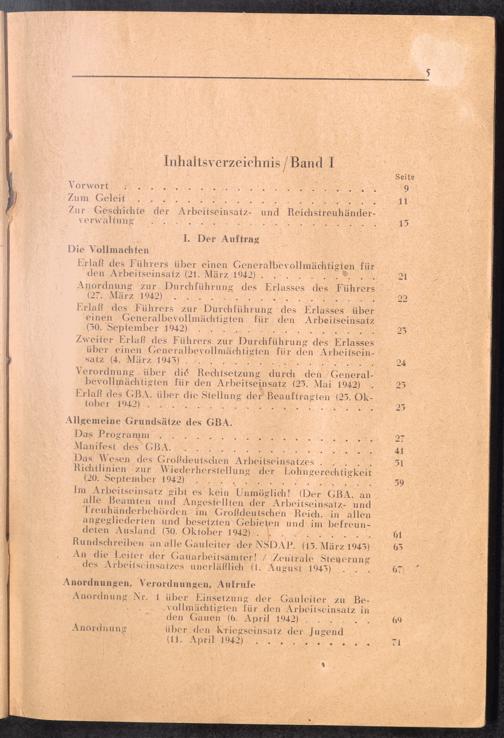 5
Inhaltsverzeichnis/Band I
Seite
Vorwort . . . . . . . . . . . . . . . . . . . 9
Zum Geleit . . . . . . . . . . . . . . . . . . 11
Zur Geschichte der Arbeitseinsatz- und Reichstreuhänder-
verwaltung . . . . . . . . . . . . . . . . . 13
I. Der Auftrag
Die Vollmachten
Erlaß des Führers über einen Generalbevollmächtigten für
den Arbeitseinsatz (21. März 1942) . . . . . . . . . 21
Anordnung zur Durchführung des Erlasses des Führers
(27. März 1942) . . . . . . . . . . . . . . . 22
Erlaß des Führers zur Durchführung des Erlasses über
einen Generalbevollmächtigten für den Arbeitseinsatz
(30. September 1942) . . . . . . . . . . . . . 23
Zweiter Erlaß des Führers zur Durchführung des Erlasses
über einen Generalbevollmächtigten für den Arbeitsein-
satz (4. März 1943) . . . . . . . . . . . . . . 24
Verordnung über die Rechtsetzung durch den General-
bevollmächtigten für den Arbeitseinsatz (25. Mai 1942) . 25
Erlaß des GBA. über die Stellung der Beauftragten (23. Ok-
tober 1942) . . . . . . . . . . . . . . . . . 25
Allgemeine Grundsätze des GBA.
Das Programm . . . . . . . . . . . . . . . . 27
Manifest des GBA. . . . . . . . . . . . . . . . 41
Das Wesen des Großdeutschen Arbeitseinsatzes . . . . . 51
Richtlinien zur Wiederherstellung der Lohngerechtigkeit
(20. September 1942) . . . . . . . . . . . . . 59
Im Arbeitseinsatz gibt es kein Unmöglich! (Der GBA. an
alle Beamten und Angestellten der Arbeitseinsatz- und
Treuhänderbehörden im Großdeutschen Reich, in allen
angegliederten und besetzten Gebieten und im befreun-
deten Ausland (30. Oktober 1942) . . . . . . . . . 61
Rundschreiben an alle Gauleiter der NSDAP. (13. März 1943) 63
An die Leiter der Gauarbeitsämter! / Zentrale Steuerung
des Arbeitseinsatzes unerläßlich (1. August 1943) . . . 67
Anordnungen, Verordnungen, Aufrufe
Anordnung Nr. 1 über Einsetzung der Gauleiter zu Be-
vollmächtigten für den Arbeitseinsatz in
den Gauen (6. April 1942) . . . . . . 69
Anordnung über den Kriegseinsatz der Jugend
(11. April 1942) . . . . . . . . . . 71